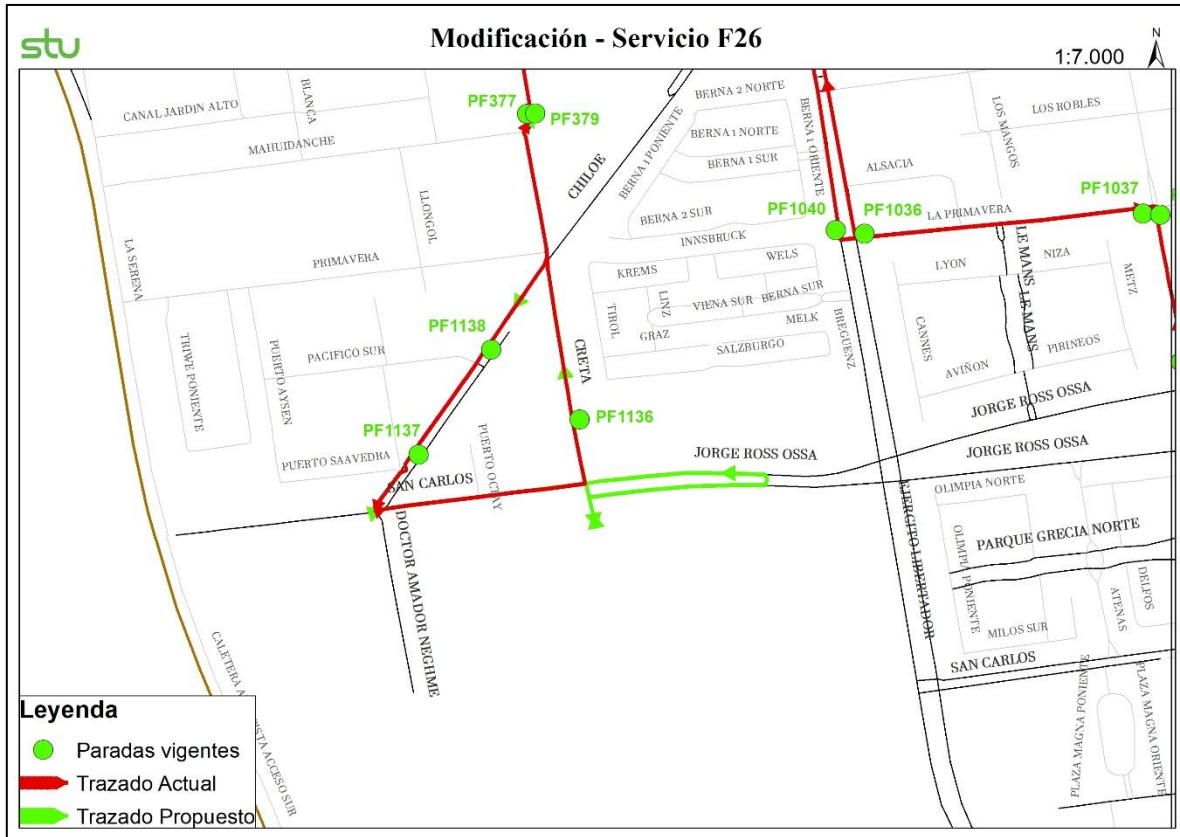 stu
Modificación - Servicio F26
1:7.000
N
CANAL JARDIN ALTO
BLANCA
MAHUIDANCHE
LLONGOL
PF377
PF379
CHILOE
BERNA 2 NORTE
BERNA 1 PONIENTE
BERNA 1 NORTE
BERNA 1 SUR
BERNA 2 SUR
BERNA 1 ORIENTE
LOS MANGOS
LOS ROBLES
ALSACIA
PF1040
PF1036
LA PRIMAVERA
PF1037
LA SERENA
PRIMAVERA
INNSBRUCK
KREMS
WELS
LINZ
TIROL
VIENA SUR
BERNA SUR
GRAZ
MELK
SALZBURGO
BREGUENZ
LYON
LE MANS
LE MANS
NIZA
METZ
CANNES
AVIÑON
PIRINEOS
TRIWE PONIENTE
PUERTO AYSEN
PACIFICO SUR
PF1138
CRETA
PF1136
PF1137
PUERTO SAAVEDRA
PUERTO OCTAY
SAN CARLOS
JORGE ROSS OSSA
JORGE ROSS OSSA
JORGE ROSS OSSA
DOCTOR AMADOR NEGHME
EJERCITO LIBERTADOR
OLIMPIA NORTE
OLIMPIA PONIENTE
PARQUE GRECIA NORTE
DELFOS
ATENAS
MILOS SUR
SAN CARLOS
PLAZA MAGNA PONIENTE
PLAZA MAGNA ORIENTE
CALETERA A
VISTA ACCESO SUR
Leyenda
Paradas vigentes
Trazado Actual
Trazado Propuesto